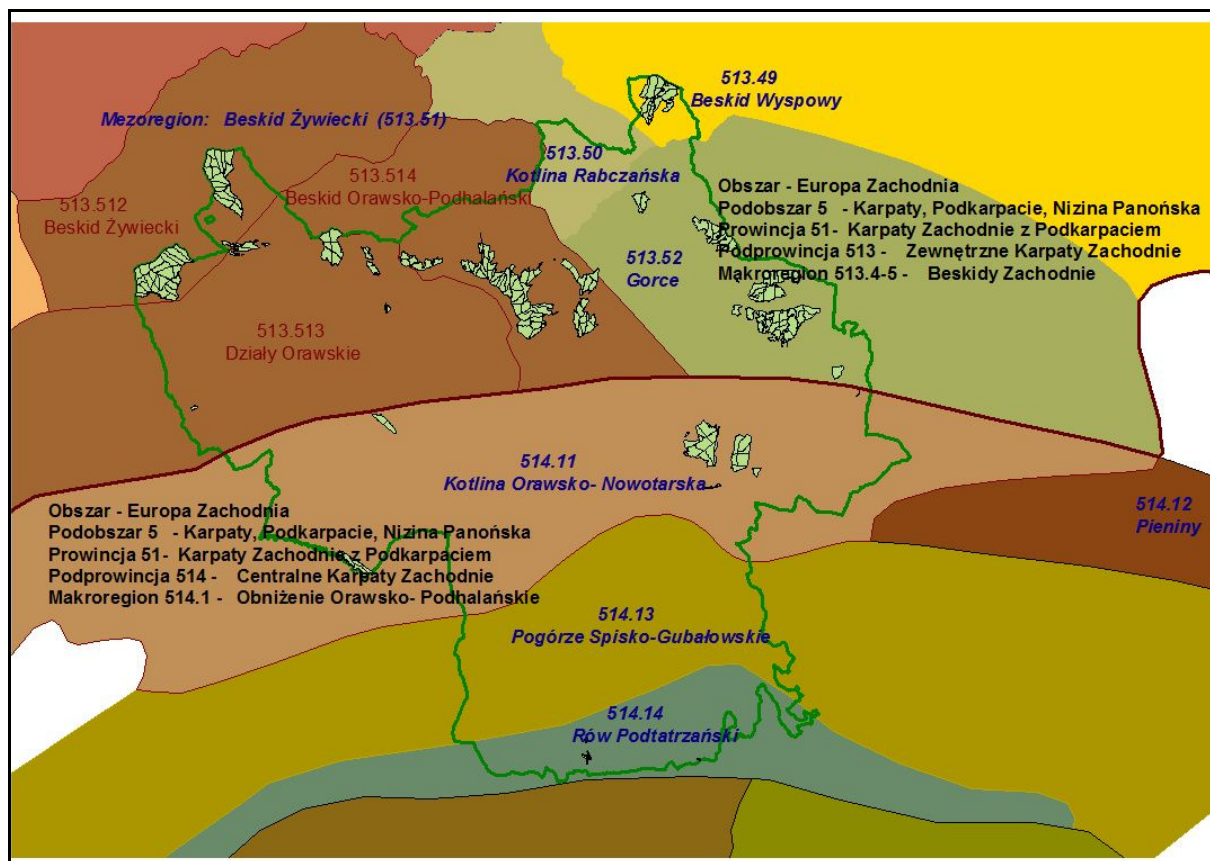 513.49
Beskid Wyspowy
Mezoregion: Beskid Żywiecki (513.51)
513.50
Kotlina Rabczańska
513.514
Beskid Orawsko-Podhalański
513.512
Beskid Żywiecki
Obszar - Europa Zachodnia
Podobszar 5 - Karpaty, Podkarpacie, Nizina Panońska
Prowincja 51- Karpaty Zachodnie z Podkarpaciem
Podprowincja 513 - Zewnętrzne Karpaty Zachodnie
Makroregion 513.4-5 - Beskidy Zachodnie
513.52
Gorce
513.513
Działy Orawskie
514.11
Kotlina Orawsko- Nowotarska
514.12
Pieniny
Obszar - Europa Zachodnia
Podobszar 5 - Karpaty, Podkarpacie, Nizina Panońska
Prowincja 51- Karpaty Zachodnie z Podkarpaciem
Podprowincja 514 - Centralne Karpaty Zachodnie
Makroregion 514.1 - Obniżenie Orawsko- Podhalańskie
514.13
Pogórze Spisko-Gubałowskie
514.14
Rów Podtatrzański